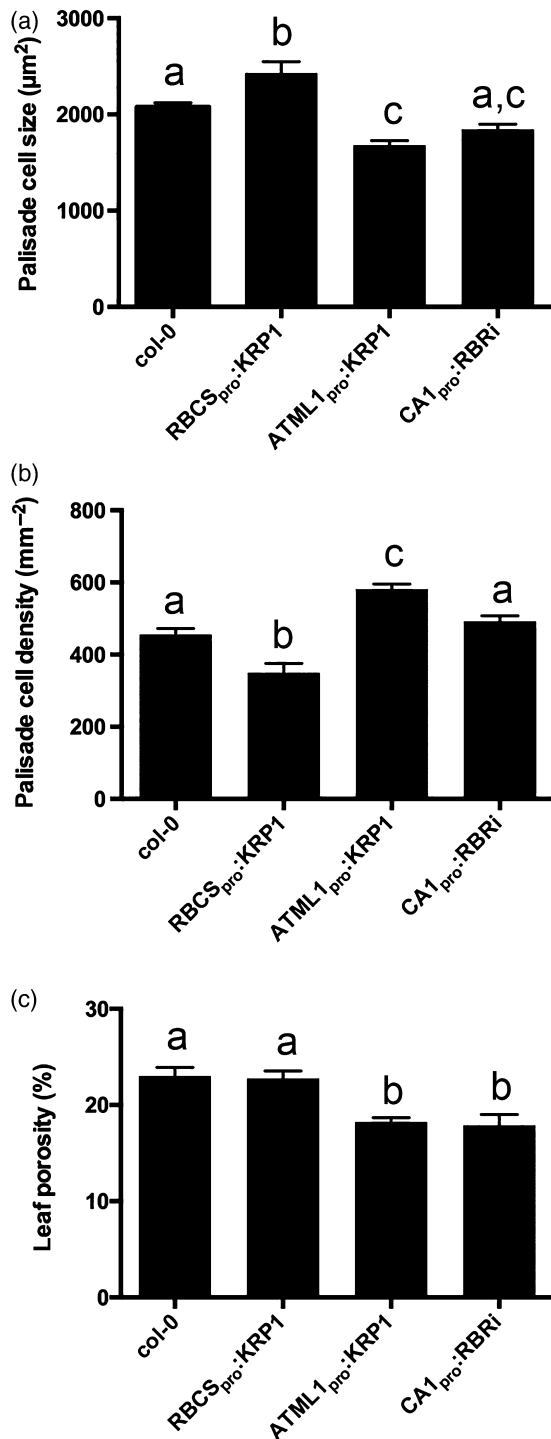 (a)
Palisade cell size (µm²)
3000
2000
1000
0
a
b
c
a,c
col-0
RBCSpro:KRP1
ATML1pro:KRP1
CA1pro:RBRi
(b)
Palisade cell density (mm⁻²)
800
600
400
200
0
a
b
c
a
col-0
RBCSpro:KRP1
ATML1pro:KRP1
CA1pro:RBRi
(c)
Leaf porosity (%)
30
20
10
0
a
a
b
b
col-0
RBCSpro:KRP1
ATML1pro:KRP1
CA1pro:RBRi